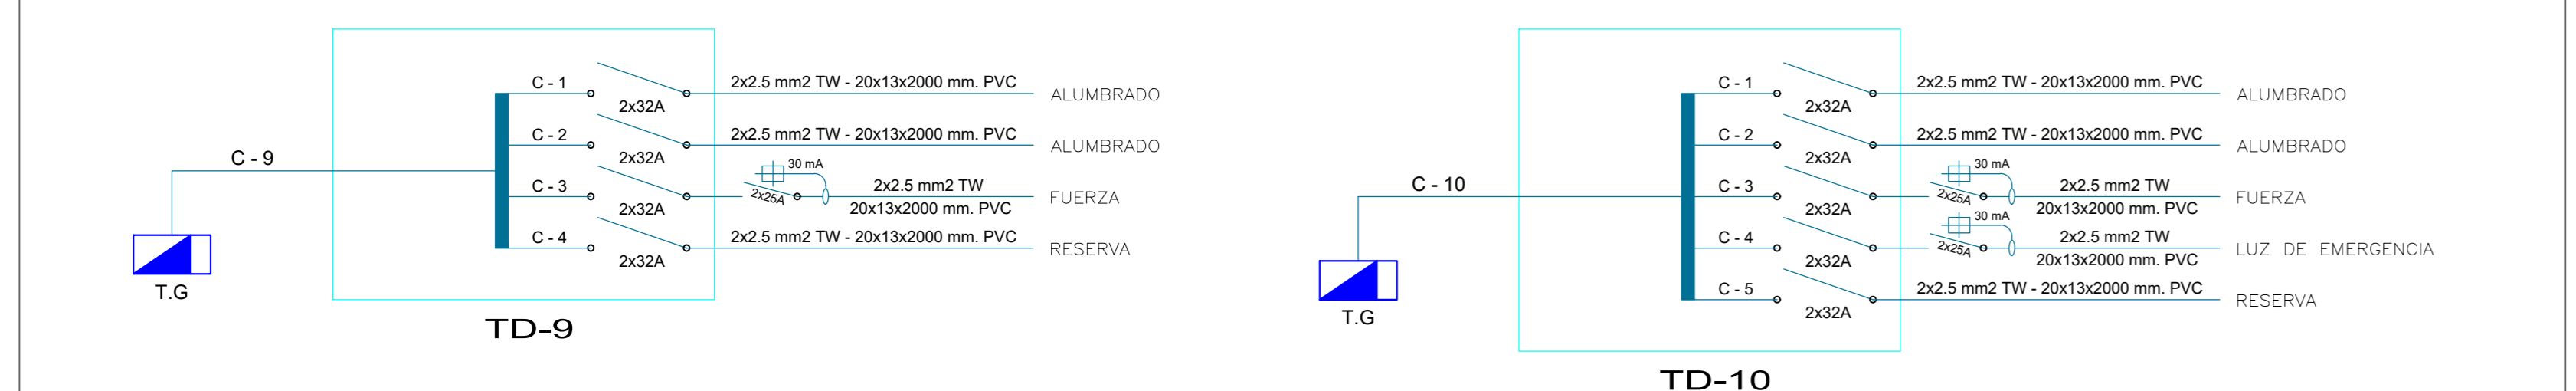 C - 9
T.G
C - 1
2x32A
2x2.5 mm2 TW - 20x13x2000 mm. PVC
ALUMBRADO
C - 2
2x32A
2x2.5 mm2 TW - 20x13x2000 mm. PVC
ALUMBRADO
C - 3
2x32A
30 mA
2x25A
2x2.5 mm2 TW
20x13x2000 mm. PVC
FUERZA
C - 4
2x32A
2x2.5 mm2 TW - 20x13x2000 mm. PVC
RESERVA
TD-9
C - 10
T.G
C - 1
2x32A
2x2.5 mm2 TW - 20x13x2000 mm. PVC
ALUMBRADO
C - 2
2x32A
2x2.5 mm2 TW - 20x13x2000 mm. PVC
ALUMBRADO
C - 3
2x32A
30 mA
2x25A
2x2.5 mm2 TW
20x13x2000 mm. PVC
FUERZA
C - 4
2x32A
30 mA
2x25A
2x2.5 mm2 TW
20x13x2000 mm. PVC
LUZ DE EMERGENCIA
C - 5
2x32A
2x2.5 mm2 TW - 20x13x2000 mm. PVC
RESERVA
TD-10